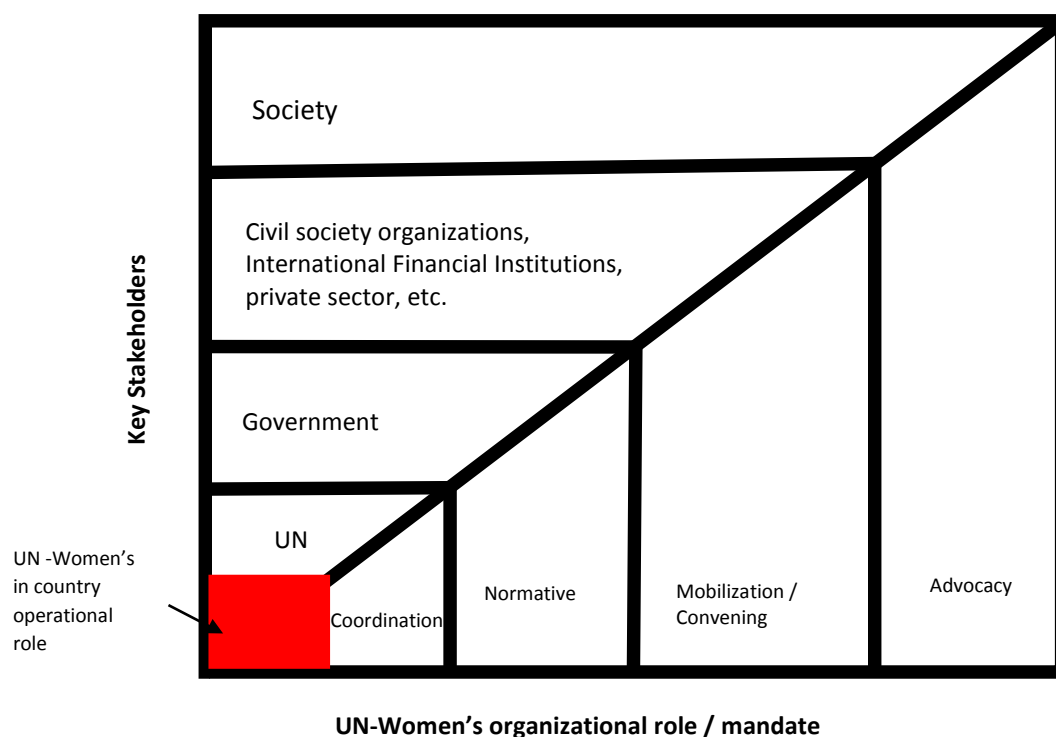 Society
Civil society organizations,
International Financial Institutions,
private sector, etc.
Key Stakeholders
Government
UN
UN -Women's
in country
operational
role
Coordination
Normative
Mobilization /
Convening
Advocacy
UN-Women's organizational role / mandate